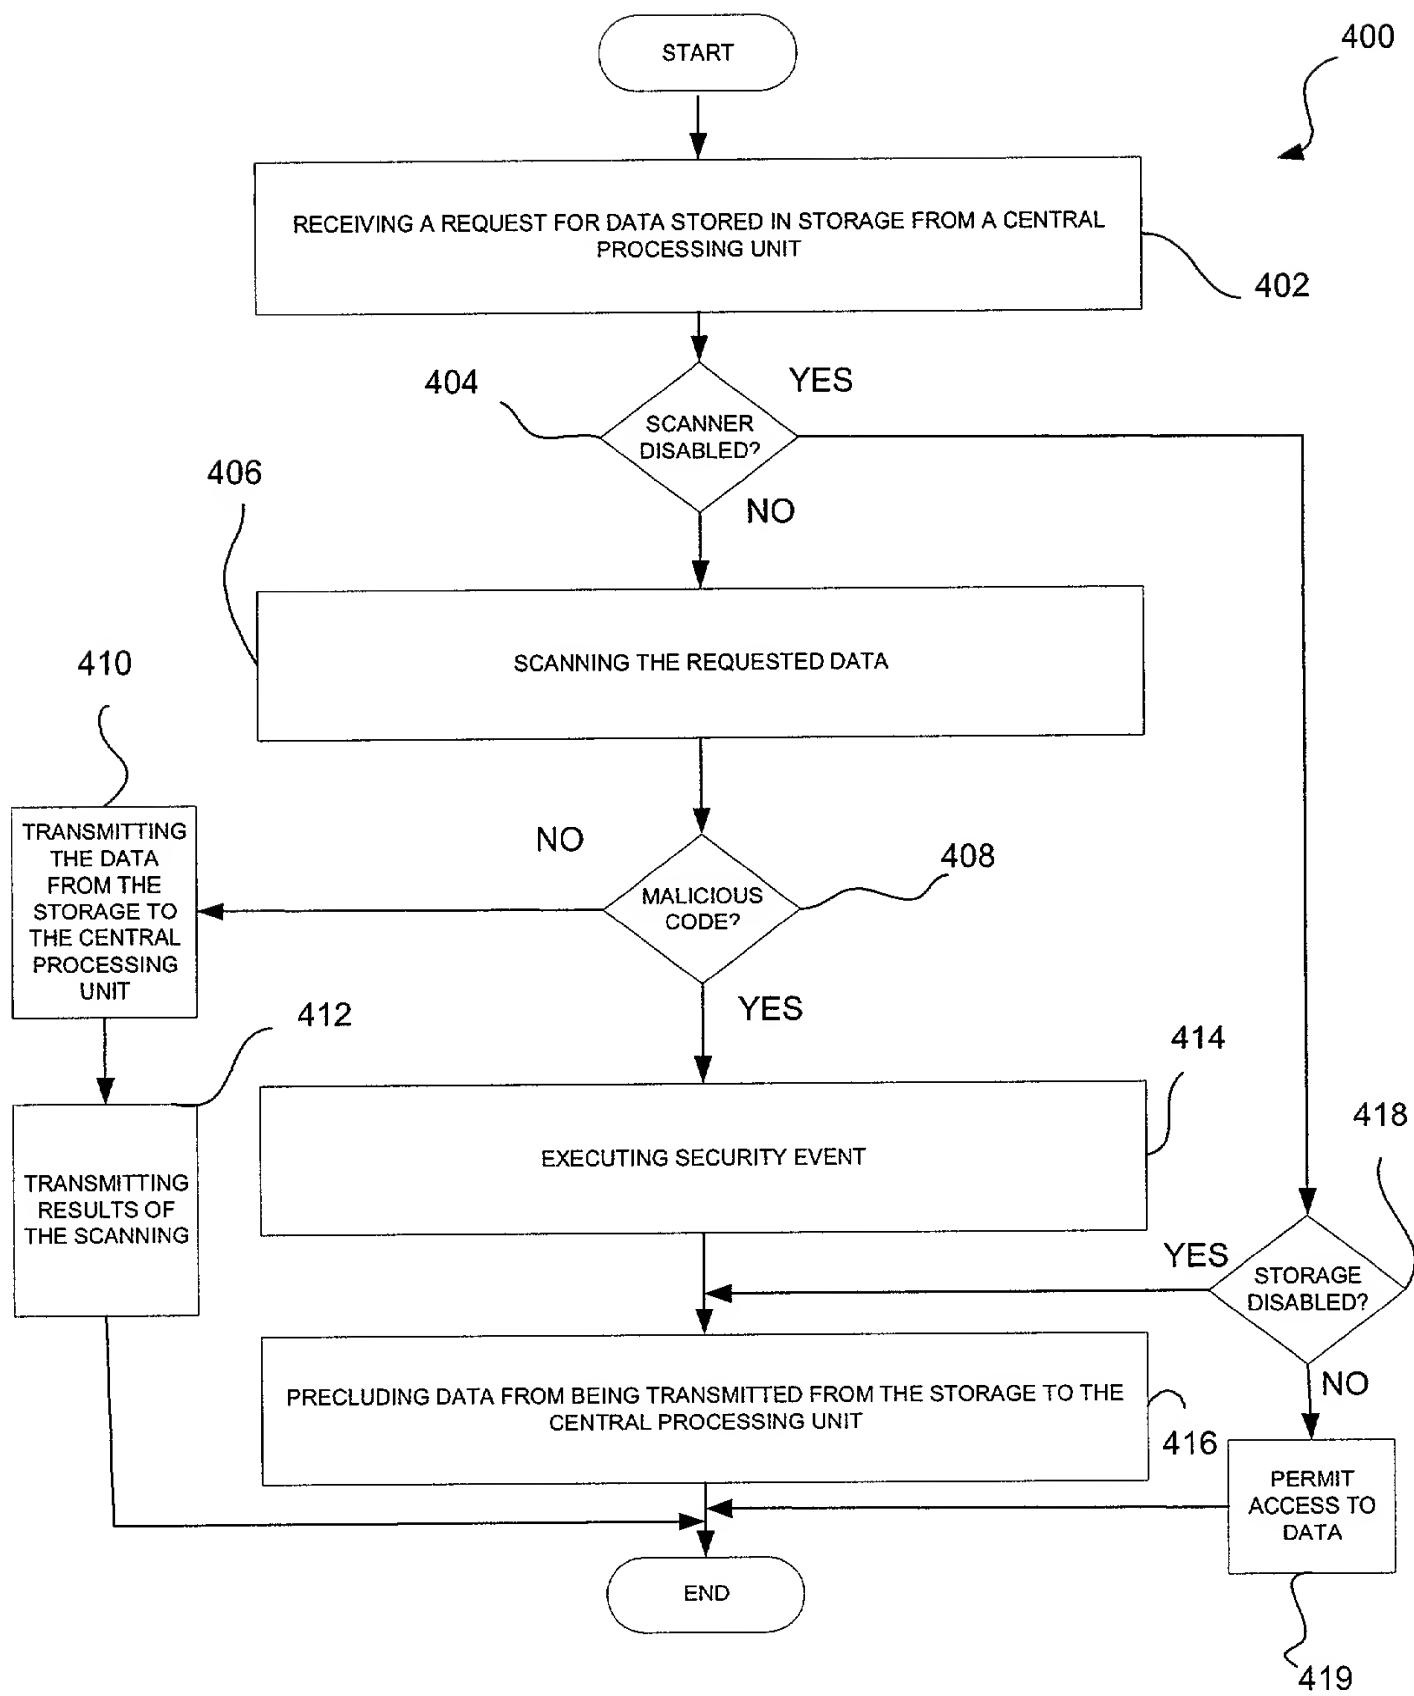 START
400
RECEIVING A REQUEST FOR DATA STORED IN STORAGE FROM A CENTRAL
PROCESSING UNIT
402
404
YES
SCANNER
DISABLED?
NO
406
SCANNING THE REQUESTED DATA
410
TRANSMITTING
THE DATA
FROM THE
STORAGE TO
THE CENTRAL
PROCESSING
UNIT
NO
MALICIOUS
CODE?
408
YES
412
TRANSMITTING
RESULTS OF
THE SCANNING
414
EXECUTING SECURITY EVENT
418
YES
STORAGE
DISABLED?
NO
PRECLUDING DATA FROM BEING TRANSMITTED FROM THE STORAGE TO THE
CENTRAL PROCESSING UNIT
416
PERMIT
ACCESS TO
DATA
END
419